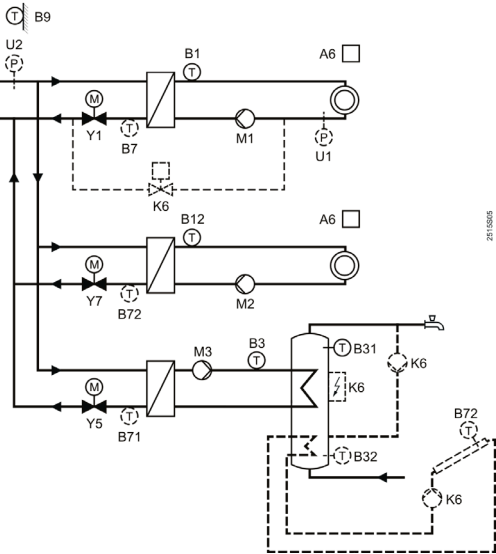 T B9
U2
P
B1
T
A6
M
Y1
T
B7
M1
P
U1
K6
B12
T
A6
M
Y7
T
B72
M2
2515S05
M3
B3
T
T B31
K6
K6
M
Y5
T
B71
B72
T
T B32
K6